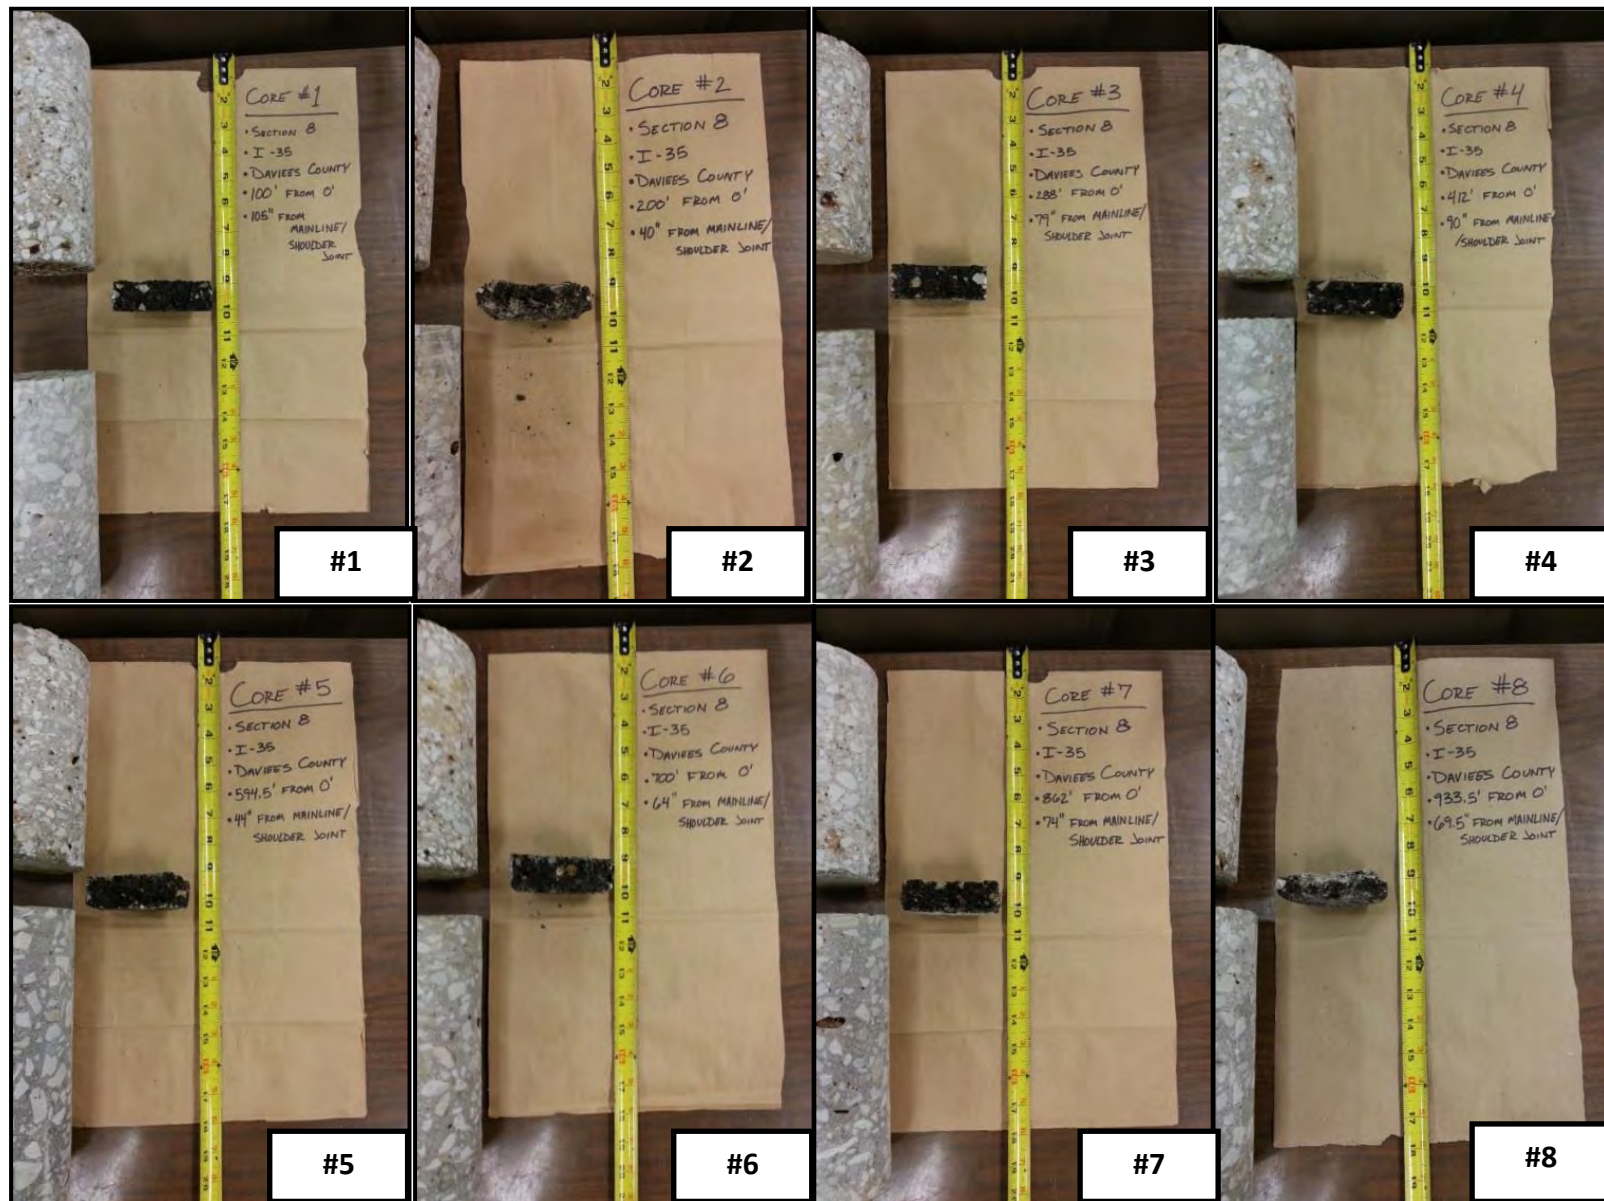 CORE #1
• SECTION 8
• I-35
• DAVIEES COUNTY
• 100' FROM 0'
• 105" FROM
MAINLINE/
SHOULDER
JOINT
#1
CORE #2
• SECTION 8
• I-35
• DAVIEES COUNTY
• 200' FROM 0'
• 40" FROM MAINLINE/
SHOULDER JOINT
#2
CORE #3
• SECTION 8
• I-35
• DAVIEES COUNTY
• 288' FROM 0'
• 79" FROM MAINLINE/
SHOULDER JOINT
#3
CORE #4
• SECTION 8
• I-35
• DAVIEES COUNTY
• 412' FROM 0'
• 90" FROM MAINLINE
/SHOULDER JOINT
#4
CORE #5
• SECTION 8
• I-35
• DAVIEES COUNTY
• 594.5' FROM 0'
• 44" FROM MAINLINE/
SHOULDER JOINT
#5
CORE #6
• SECTION 8
• I-35
• DAVIEES COUNTY
• 700' FROM 0'
• 64" FROM MAINLINE/
SHOULDER JOINT
#6
CORE #7
• SECTION 8
• I-35
• DAVIEES COUNTY
• 862' FROM 0'
• 74" FROM MAINLINE/
SHOULDER JOINT
#7
CORE #8
• SECTION 8
• I-35
• DAVIEES COUNTY
• 933.5' FROM 0'
• 69.5" FROM MAINLINE/
SHOULDER JOINT
#8